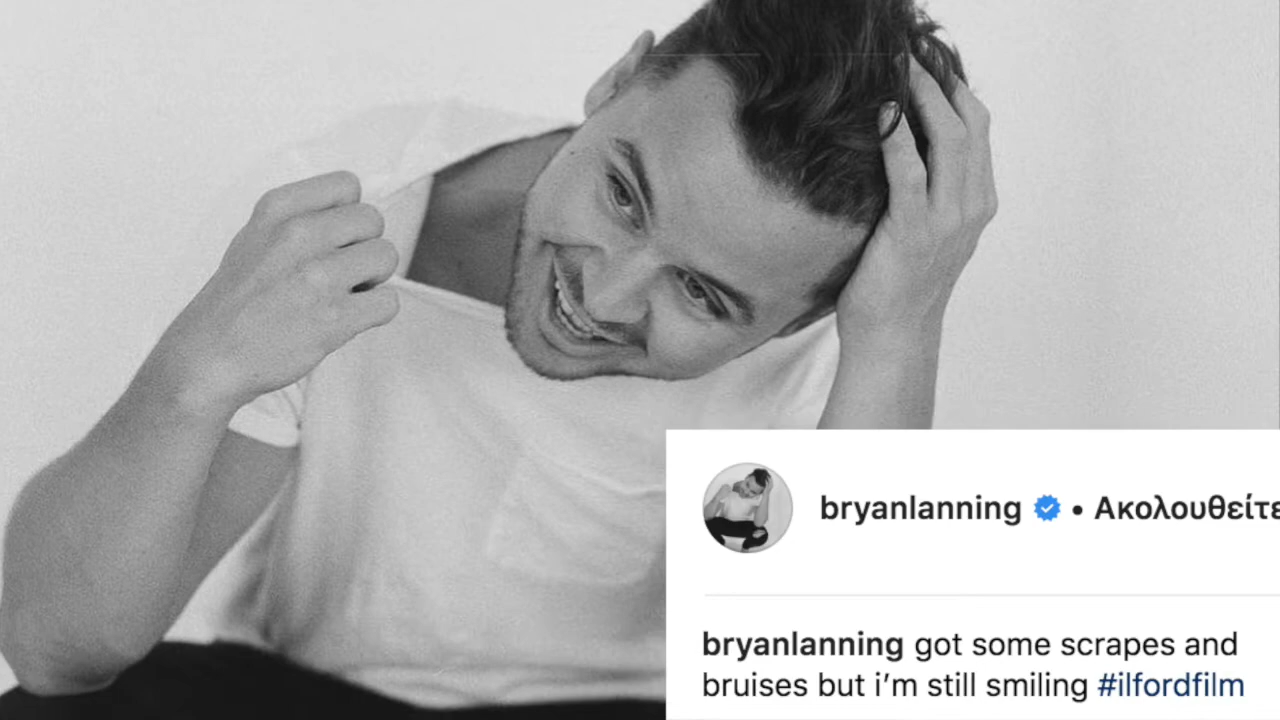 bryanlanning • Ακολουθείτε
bryanlanning got some scrapes and
bruises but i’m still smiling #ilfordfilm